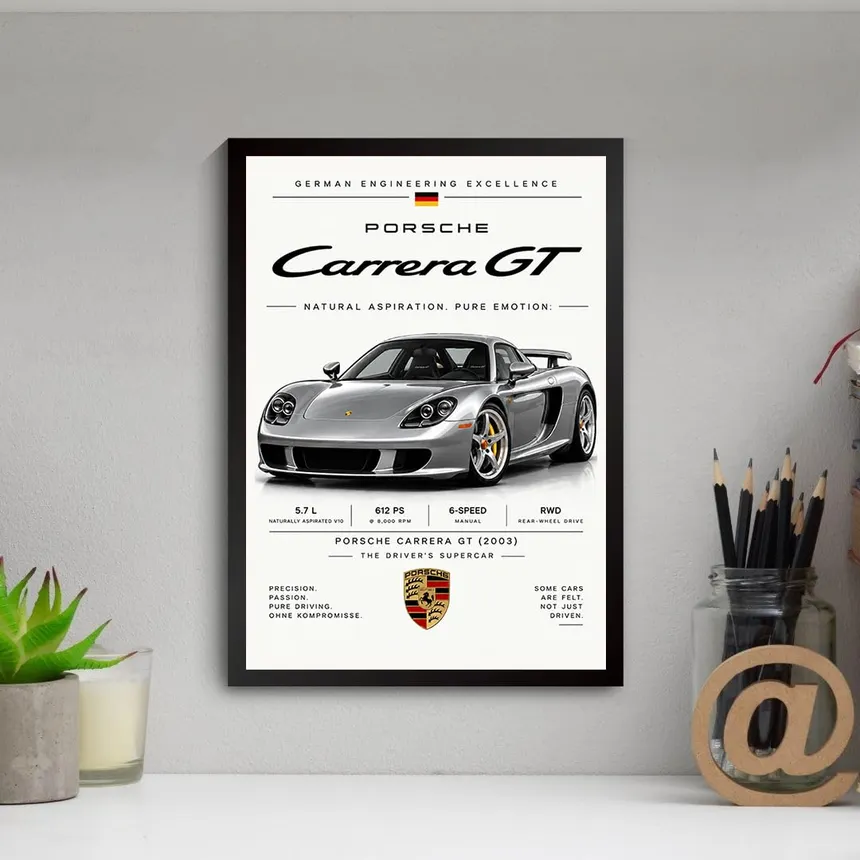 GERMAN ENGINEERING EXCELLENCE
PORSCHE
Carrera GT
NATURAL ASPIRATION. PURE EMOTION:
5.7 L
NATURALLY ASPIRATED V10
612 PS
@ 8,000 RPM
6-SPEED
MANUAL
RWD
REAR-WHEEL DRIVE
PORSCHE CARRERA GT (2003)
THE DRIVER'S SUPERCAR
PORSCHE
PRECISION.
PASSION.
PURE DRIVING.
OHNE KOMPROMISSE.
SOME CARS
ARE FELT.
NOT JUST
DRIVEN.
@